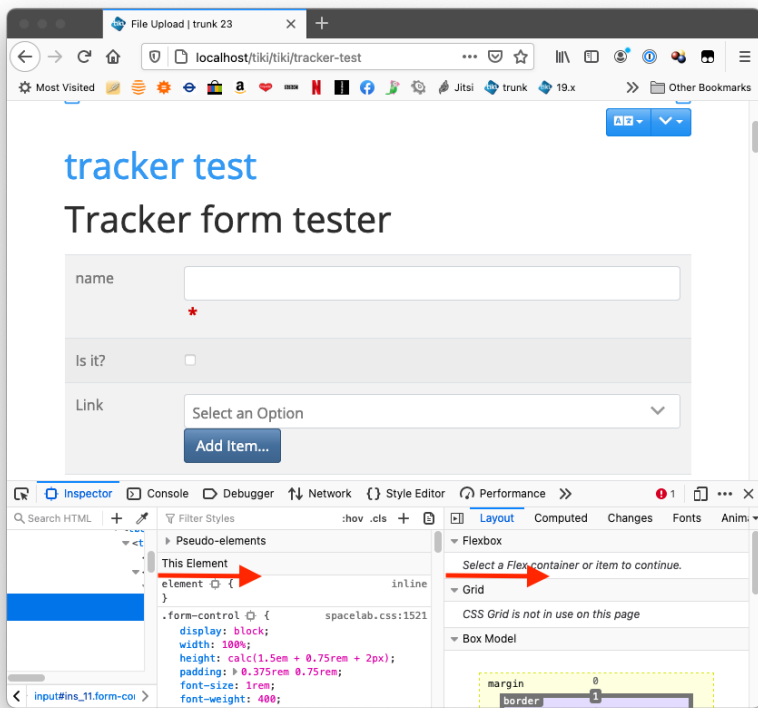 File Upload | trunk 23
localhost/tiki/tiki/tracker-test
Most Visited
Jitsi
trunk
19.x
Other Bookmarks
tracker test
Tracker form tester
name
*
Is it?
Link
Select an Option
Add Item...
Inspector Console Debugger Network Style Editor Performance 1
Search HTML
Filter Styles :hov .cls
Layout Computed Changes Fonts Anim
Pseudo-elements
This Element
element { inline
}
.form-control { spacelab.css:1521
display: block;
width: 100%;
height: calc(1.5em + 0.75rem + 2px);
padding: 0.375rem 0.75rem;
font-size: 1rem;
font-weight: 400;
<t
input#ins_11.form-co
Flexbox
Select a Flex container or item to continue.
Grid
CSS Grid is not in use on this page
Box Model
margin 0
border 1